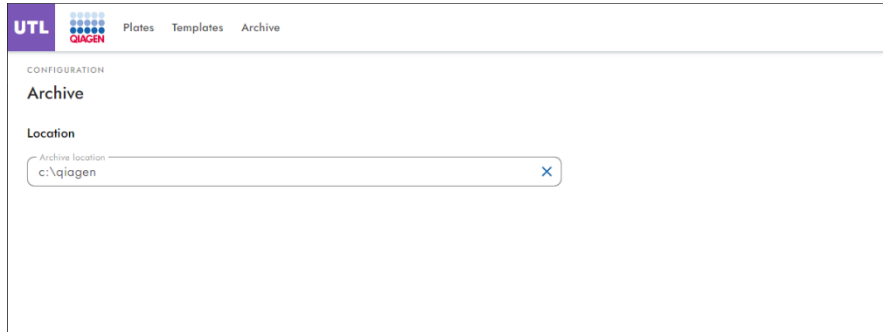 UTL QIAGEN Plates Templates Archive
CONFIGURATION
Archive
Location
Archive location
c:\qiagen